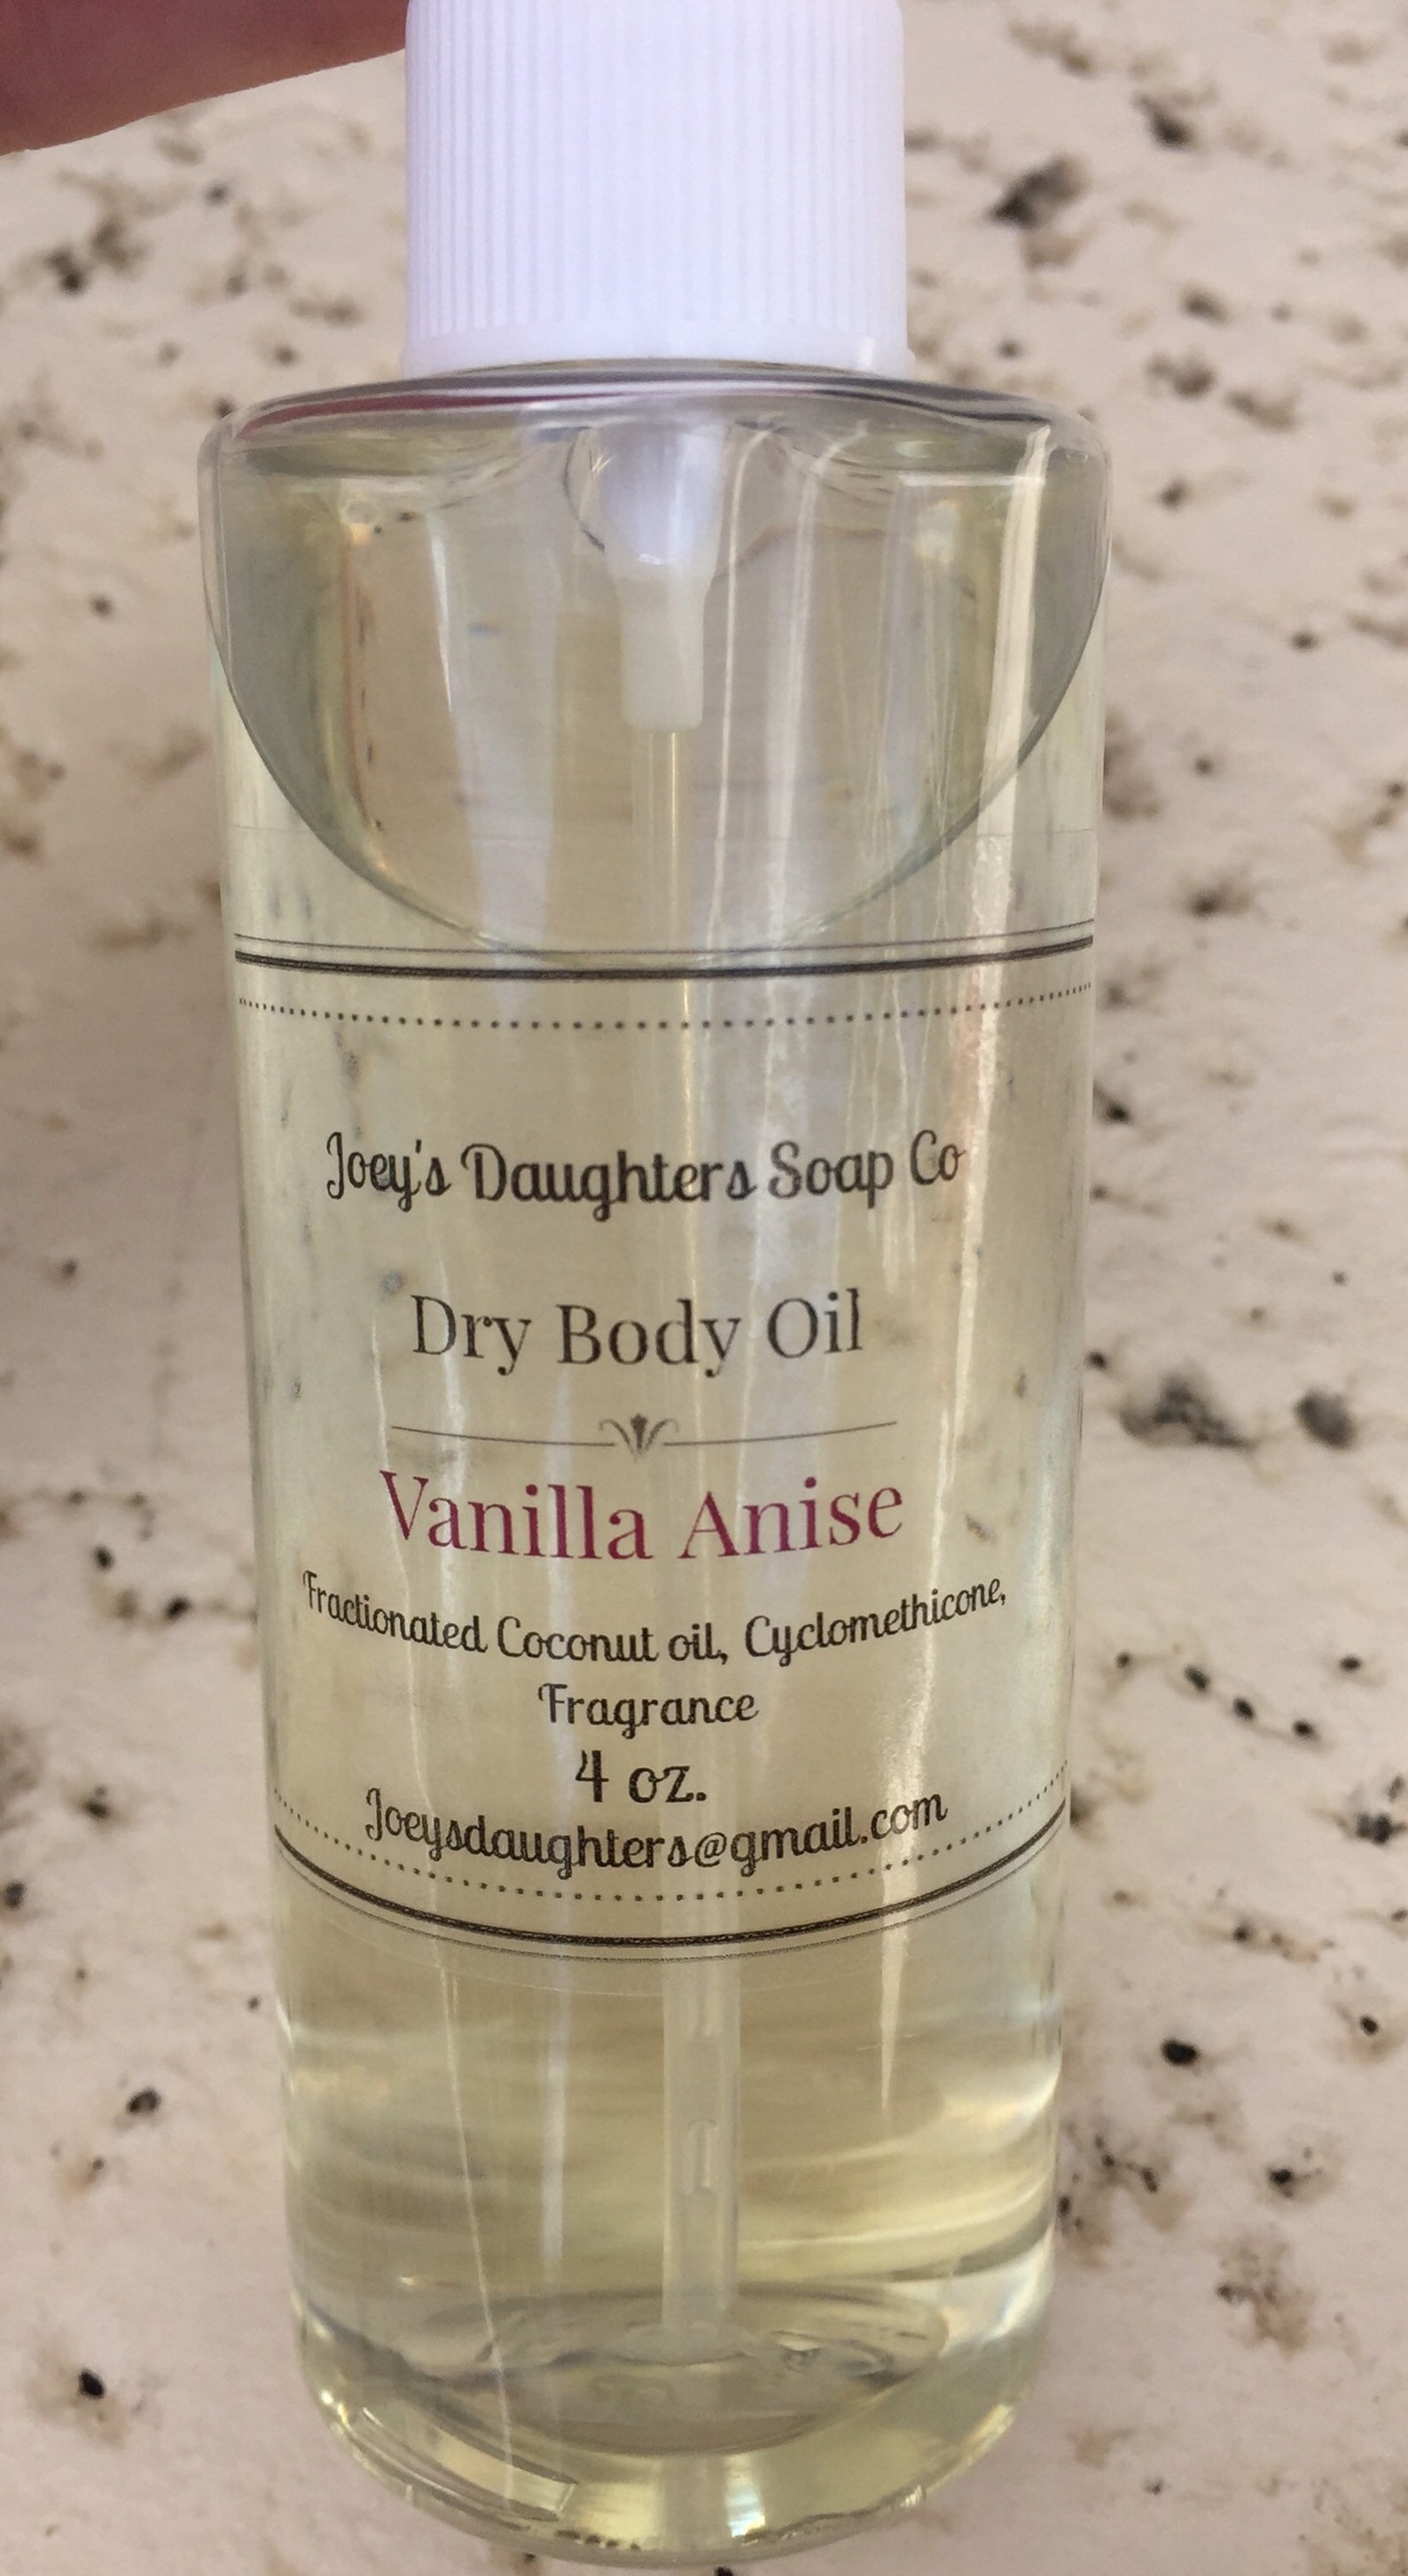 Joey's Daughters Soap Co
Dry Body Oil
Vanilla Anise
Fractionated Coconut oil, Cyclomethicone,
Fragrance
4 oz.
Joeysdaughters@gmail.com